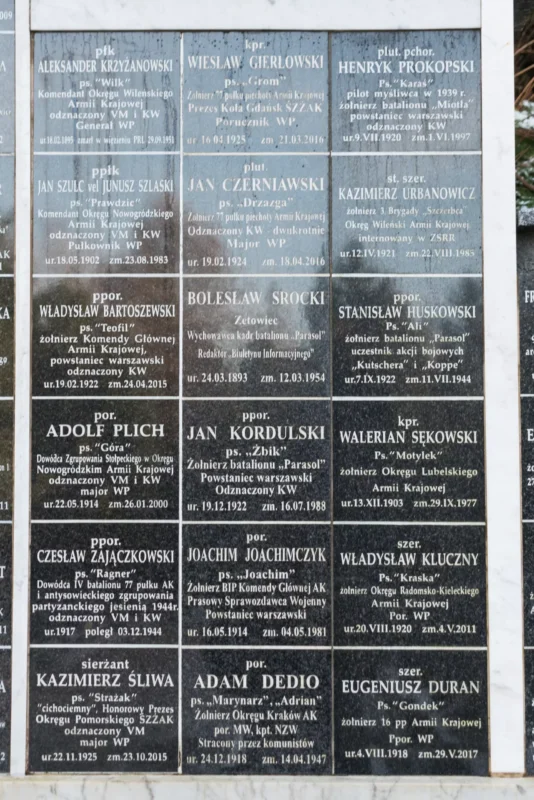 płk
ALEKSANDER KRZYŻANOWSKI
ps. "Wilk"
Komendant Okręgu Wileńskiego
Armii Krajowej
odznaczony VM i KW
Generał WP
ur.18.02.1895 zmarł w więzieniu PRL 29.09.1951
ppłk
JAN SZULC vel JUNUSZ SZLASKI
ps. "Prawdzic"
Komendant Okręgu Nowogródzkiego
Armii Krajowej
odznaczony VM i KW
Pułkownik WP
ur.18.05.1902 zm.23.08.1983
ppor.
WŁADYSŁAW BARTOSZEWSKI
ps. "Teofil"
żołnierz Komendy Głównej
Armii Krajowej,
powstaniec warszawski
odznaczony KW
ur.19.02.1922 zm.24.04.2015
por.
ADOLF PLICH
ps. "Góra"
Dowódca Zgrupowania Stołpeckiego w Okręgu
Nowogródzkim Armii Krajowej
odznaczony VM i KW
major WP
ur.22.05.1914 zm.26.01.2000
ppor.
CZESŁAW ZAJĄCZKOWSKI
ps. "Ragner"
Dowódca IV batalionu 77 pułku AK
i antysowieckiego zgrupowania
partyzanckiego jesienią 1944r.
odznaczony VM i KW
ur.1917 poległ 03.12.1944
sierżant
KAZIMIERZ ŚLIWA
ps. "Strażak"
"cichociemny", Honorowy Prezes
Okręgu Pomorskiego ŚZŻAK
odznaczony VM
major WP
ur.22.11.1925 zm.23.10.2015
kpr.
WIESŁAW GIERŁOWSKI
ps. „Grom"
Żołnierz 77 pułku piechoty Armii Krajowej
Prezes Koła Gdańsk ŚZŻAK
Porucznik WP
ur. 16.04.1925 zm. 21.03.2016
plut
JAN CZERNIAWSKI
ps. „Drzazga"
Żołnierz 77 pułku piechoty Armii Krajowej
Odznaczony KW - dwukrotnie
Major WP
ur. 19.02.1924 zm. 18.04.2016
BOLESŁAW SROCKI
Zetowiec
Wychowawca kadr batalionu „Parasol"
Redaktor „Biuletynu Informacyjnego"
ur. 24.03.1893 zm. 12.03.1954
ppor.
JAN KORDULSKI
ps. „Żbik"
Żołnierz batalionu „Parasol"
Powstaniec warszawski
Odznaczony KW
ur. 19.12.1922 zm. 16.07.1988
por.
JOACHIM JOACHIMCZYK
ps. „Joachim"
Żołnierz BIP Komendy Głównej AK
Prasowy Sprawozdawca Wojenny
Powstaniec warszawski
ur. 16.05.1914 zm. 04.05.1981
por.
ADAM DEDIO
ps. „Marynarz", „Adrian"
Żołnierz Okręgu Kraków AK
por. MW, kpt. NZW
Stracony przez komunistów
ur. 24.12.1918 zm. 14.04.1947
plut. pchor.
HENRYK PROKOPSKI
Ps. "Karaś"
pilot myśliwca w 1939 r.
żołnierz batalionu „Miotła"
powstaniec warszawski
odznaczony KW
ur.9.VII.1920 zm.1.VI.1997
st. szer.
KAZIMIERZ URBANOWICZ
żołnierz 3 Brygady „Szczerbca"
Okręg Wileński Armii Krajowej
internowany w ZSRR
ur.12.IV.1921 zm.22.VIII.1985
ppor.
STANISŁAW HUSKOWSKI
Ps. "Ali"
żołnierz batalionu „Parasol"
uczestnik akcji bojowych
„Kutschera" i „Koppe"
ur.7.IX.1922 zm.11.VII.1944
kpr.
WALERIAN SĘKOWSKI
Ps. "Motylek"
żołnierz Okręgu Lubelskiego
Armii Krajowej
ur.13.XII.1903 zm.29.IX.1977
szer.
WŁADYSŁAW KLUCZNY
Ps. "Kraska"
żołnierz Okręgu Radomsko-Kieleckiego
Armii Krajowej
Por. WP
ur.20.VIII.1920 zm.4.V.2011
szer.
EUGENIUSZ DURAN
Ps. "Gondek"
żołnierz 16 pp Armii Krajowej
Ppor. WP
ur.4.VIII.1918 zm.29.V.2017